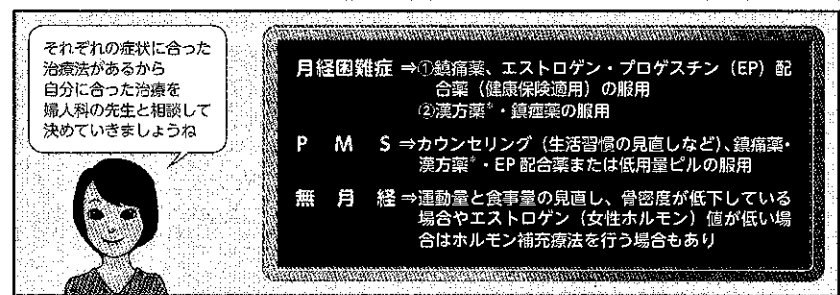 それぞれの症状に合った
治療法があるから
自分に合った治療を
婦人科の先生と相談して
決めていきましょうね
月経困難症⇒①鎮痛薬、エストロゲン・プロゲスチン（EP）配
合薬（健康保険適用）の服用
②漢方薬*・鎮痙薬の服用
PMS⇒カウンセリング（生活習慣の見直しなど）、鎮痛薬・
漢方薬*・EP配合薬または低用量ピルの服用
無月経⇒運動量と食事量の見直し、骨密度が低下している
場合やエストロゲン（女性ホルモン）値が低い場
合はホルモン補充療法を行う場合もあり